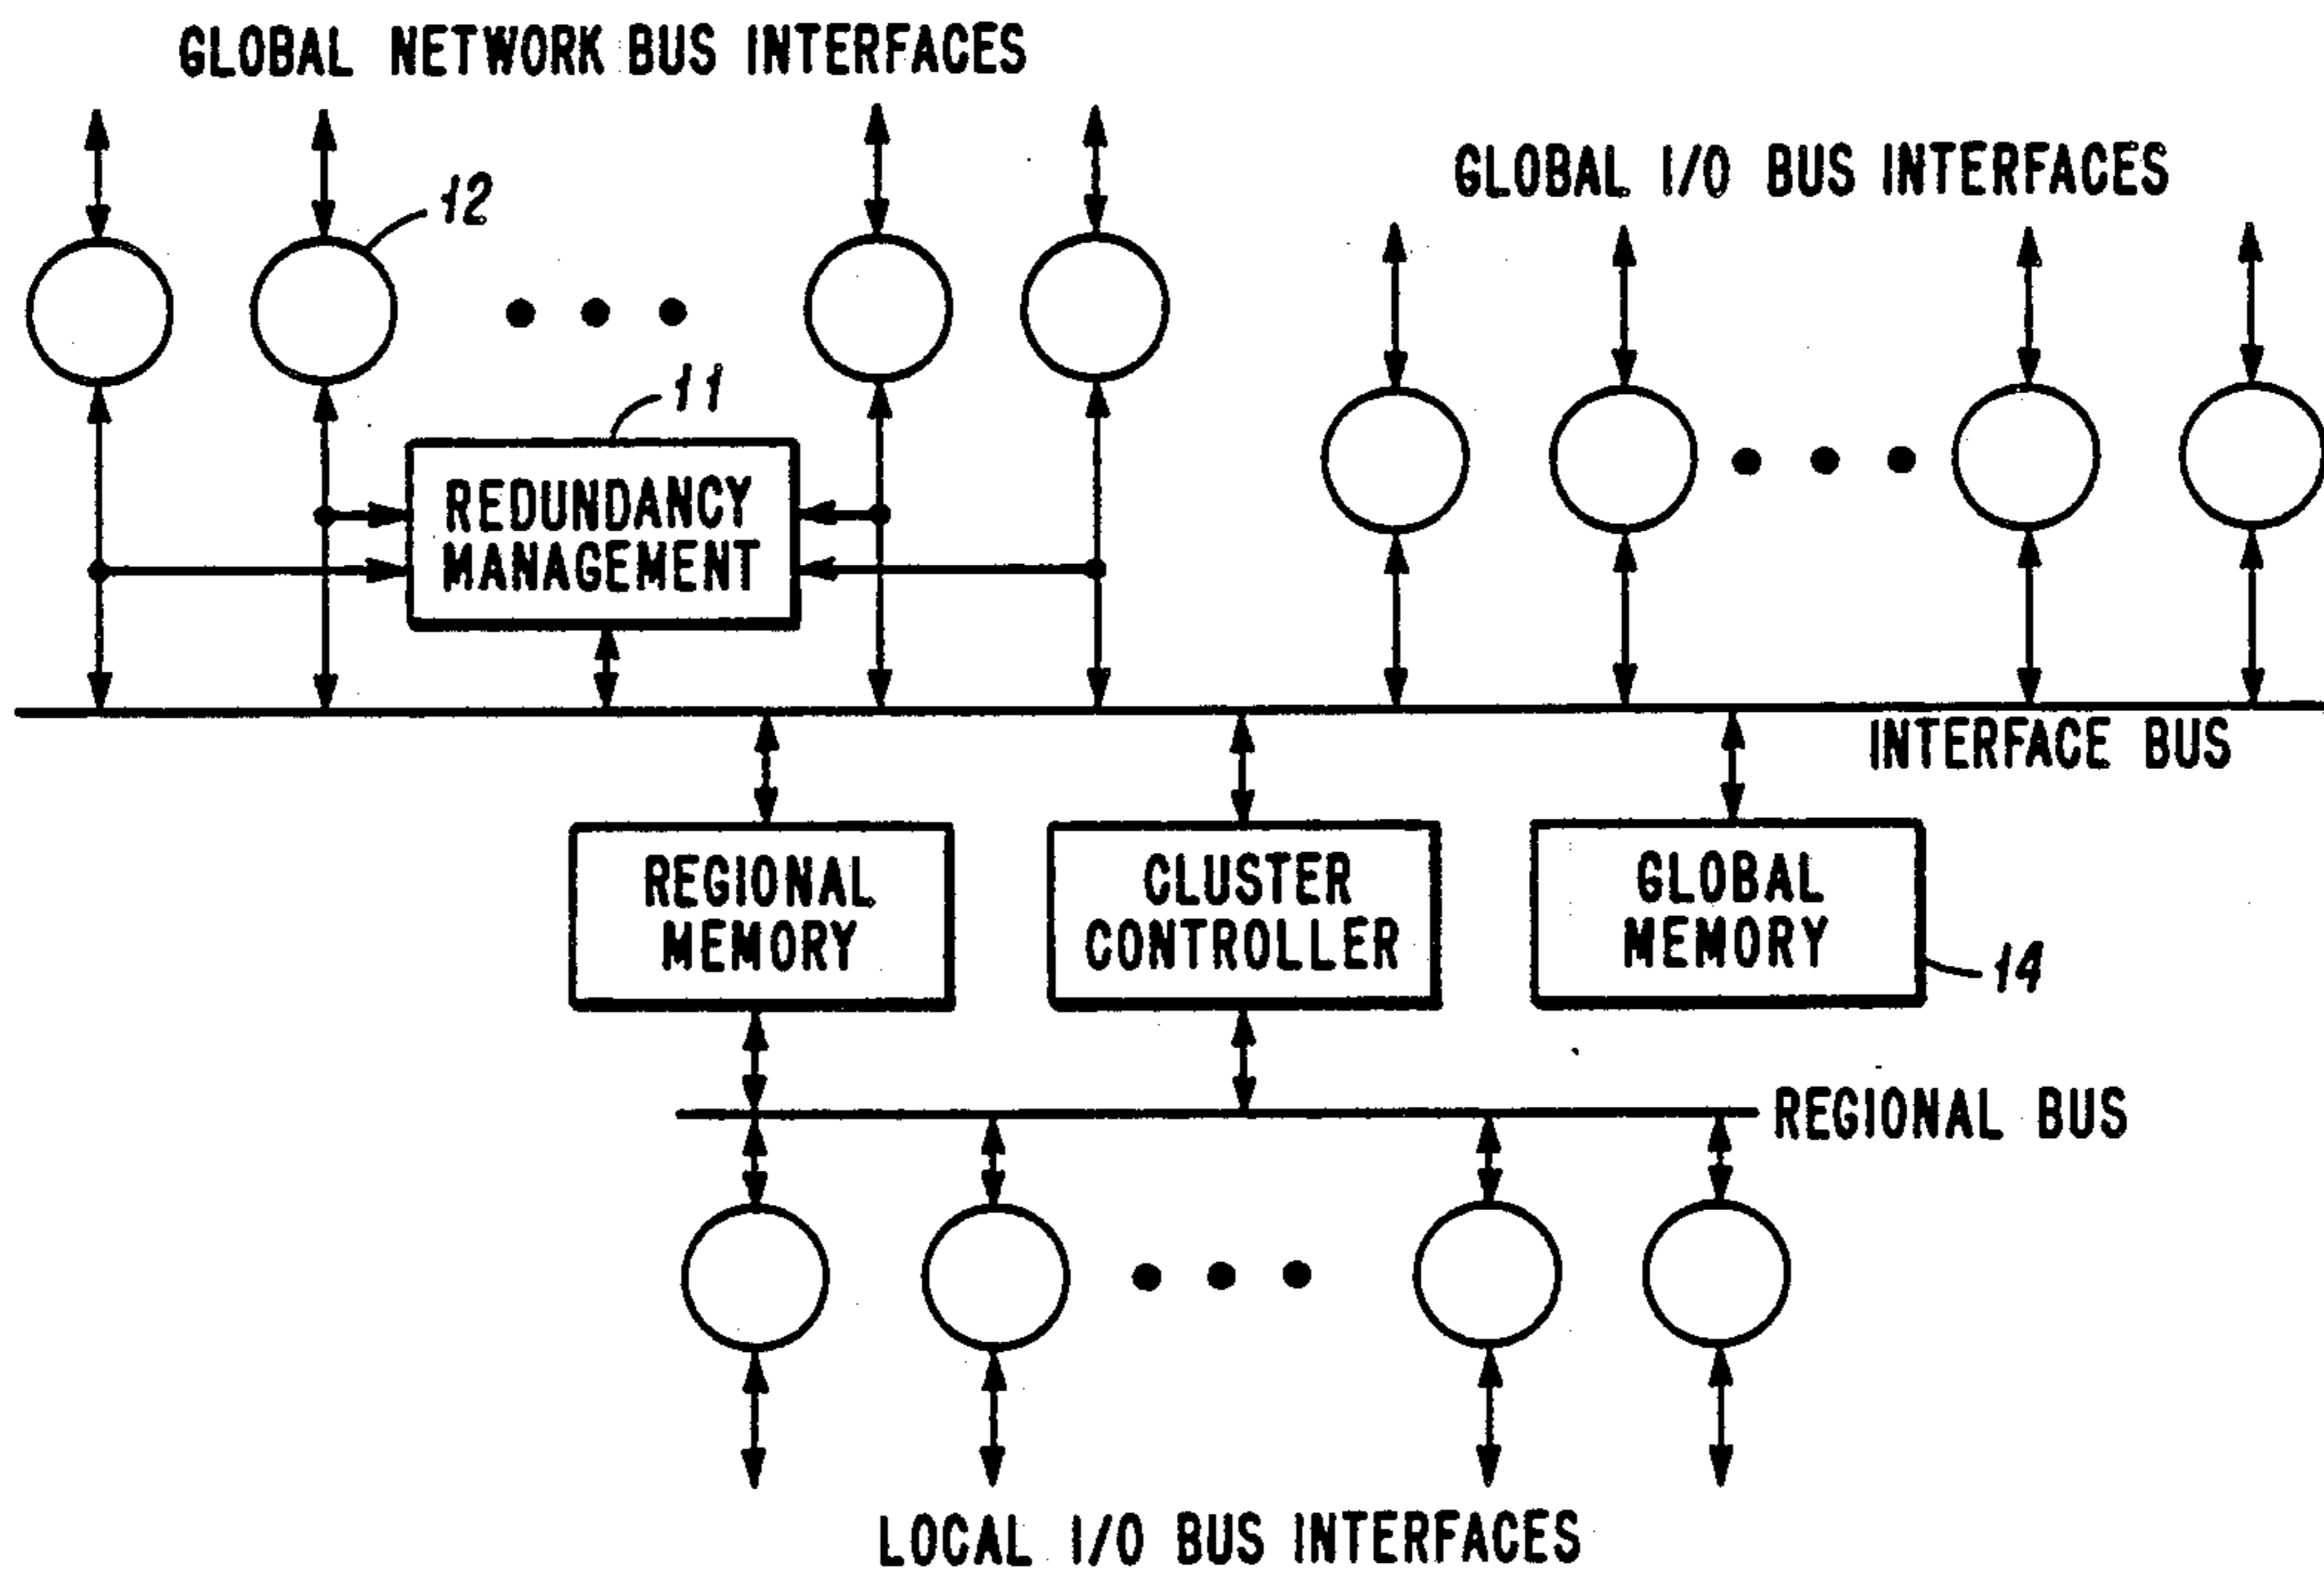 GLOBAL NETWORK BUS INTERFACES
GLOBAL I/O BUS INTERFACES
12
11
REDUNDANCY
MANAGEMENT
INTERFACE BUS
REGIONAL
MEMORY
CLUSTER
CONTROLLER
GLOBAL
MEMORY
14
REGIONAL BUS
LOCAL I/O BUS INTERFACES